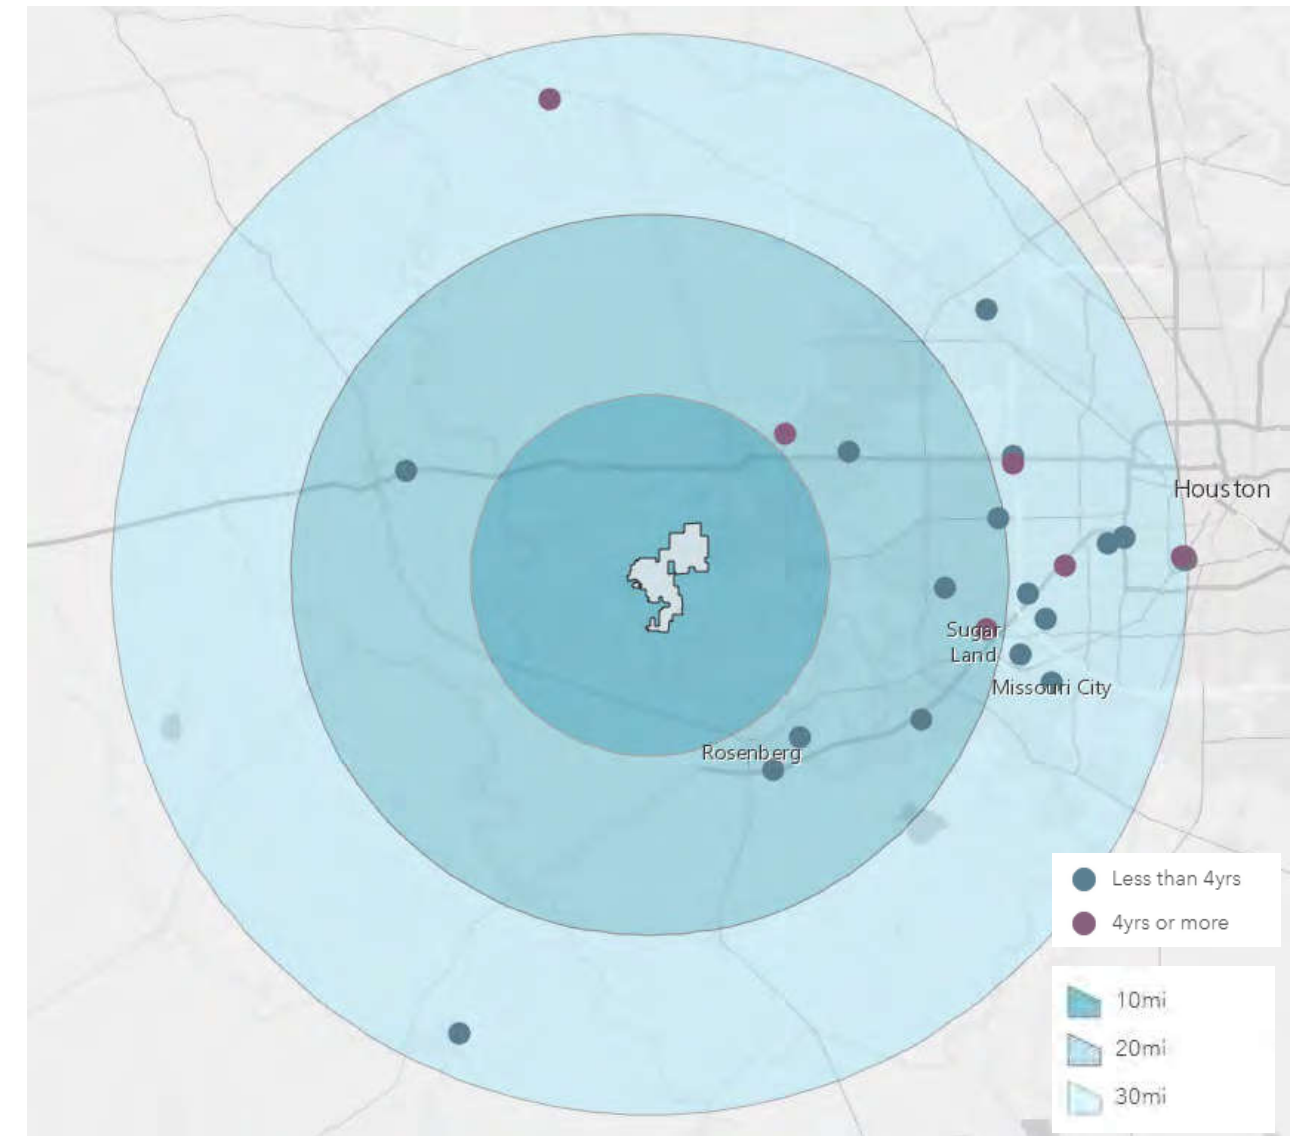 Houston
Sugar
Land
Missouri City
Rosenberg
Less than 4yrs
4yrs or more
10mi
20mi
30mi